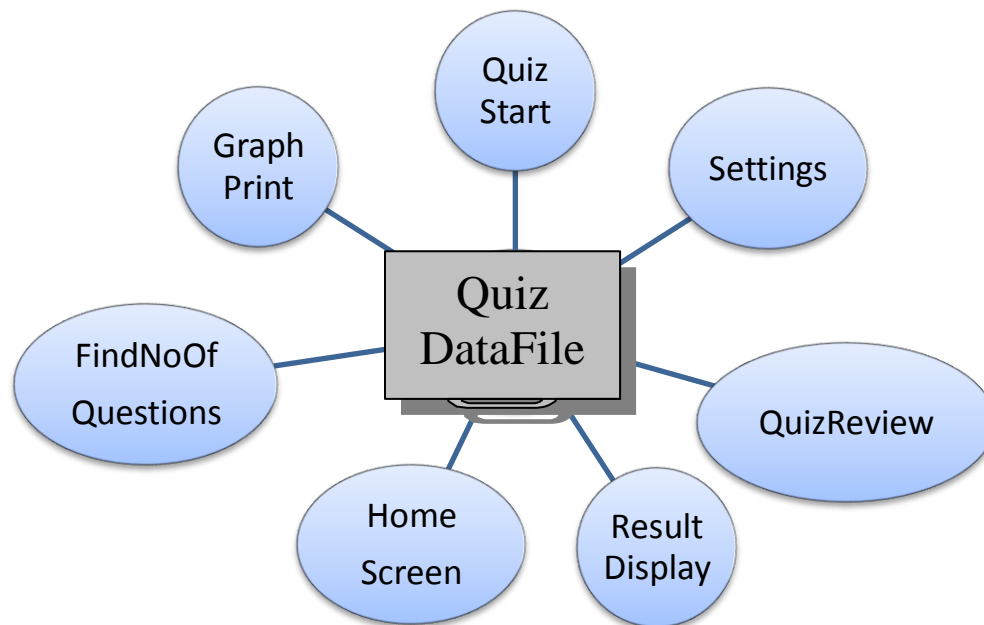 Quiz
Start
Graph
Print
Settings
Quiz
DataFile
FindNoOf
Questions
QuizReview
Home
Screen
Result
Display